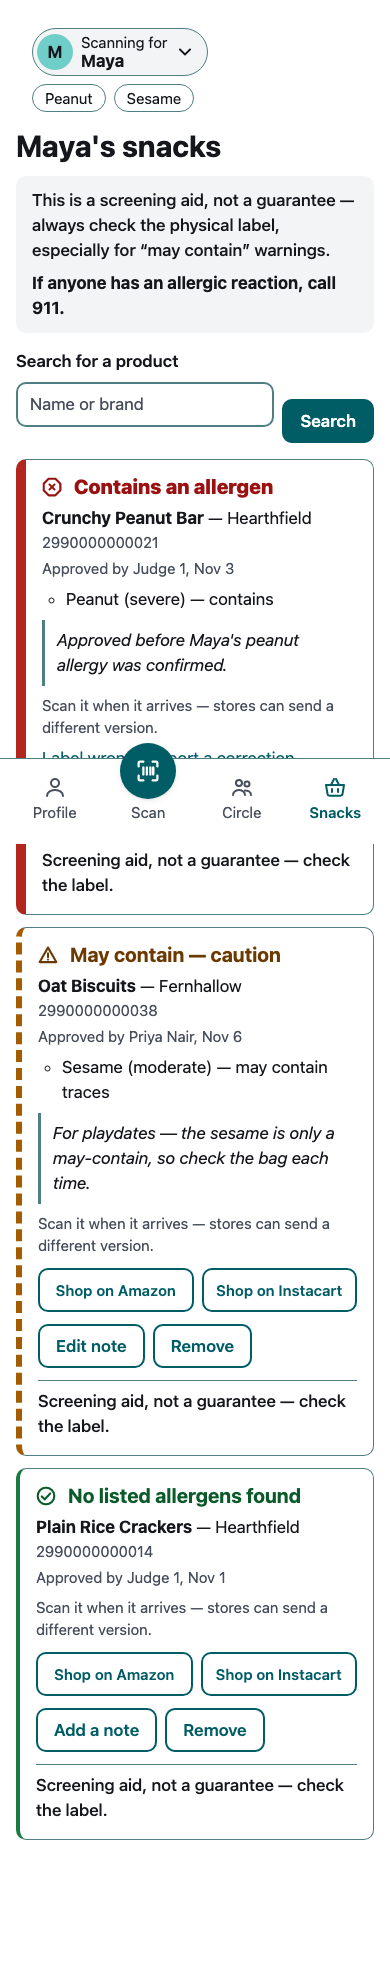 M
Scanning for
Maya
Peanut
Sesame
Maya's snacks
This is a screening aid, not a guarantee —
always check the physical label,
especially for “may contain” warnings.
If anyone has an allergic reaction, call
911.
Search for a product
Name or brand
Search
Contains an allergen
Crunchy Peanut Bar — Hearthfield
2990000000021
Approved by Judge 1, Nov 3
Peanut (severe) — contains
Approved before Maya's peanut
allergy was confirmed.
Scan it when it arrives — stores can send a
different version.
Label a correction
Profile
Scan
Circle
Snacks
Screening aid, not a guarantee — check
the label.
May contain — caution
Oat Biscuits — Fernhallow
2990000000038
Approved by Priya Nair, Nov 6
Sesame (moderate) — may contain
traces
For playdates — the sesame is only a
may-contain, so check the bag each
time.
Scan it when it arrives — stores can send a
different version.
Shop on Amazon
Shop on Instacart
Edit note
Remove
Screening aid, not a guarantee — check
the label.
No listed allergens found
Plain Rice Crackers — Hearthfield
2990000000014
Approved by Judge 1, Nov 1
Scan it when it arrives — stores can send a
different version.
Shop on Amazon
Shop on Instacart
Add a note
Remove
Screening aid, not a guarantee — check
the label.